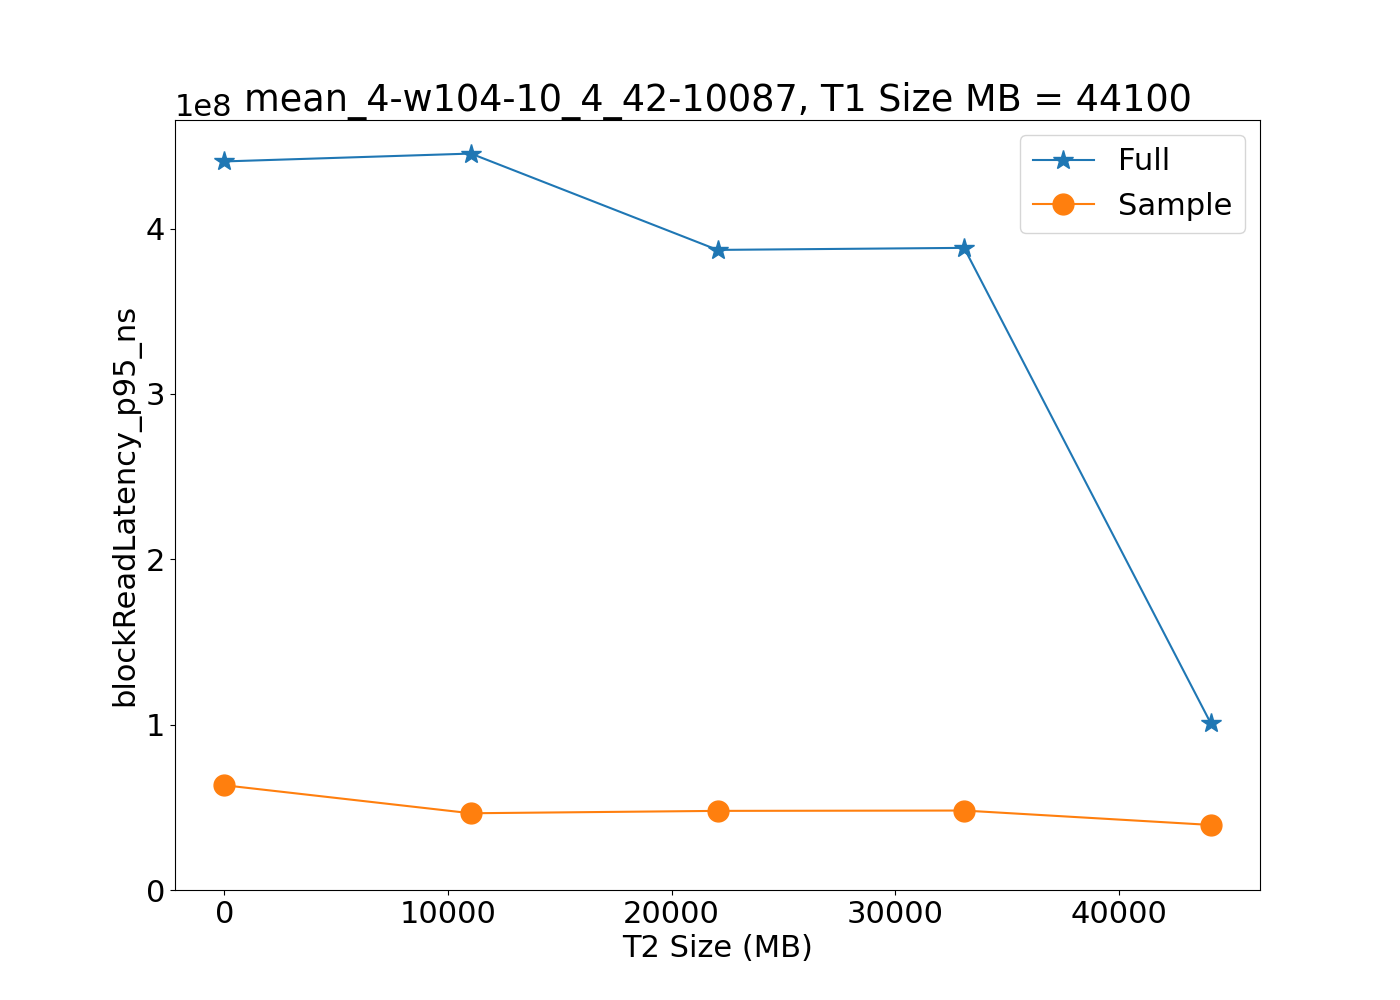 1e8
mean_4-w104-10_4_42-10087, T1 Size MB = 44100
Full
Sample
blockReadLatency_p95_ns
4
3
2
1
0
0 10000 20000 30000 40000
T2 Size (MB)